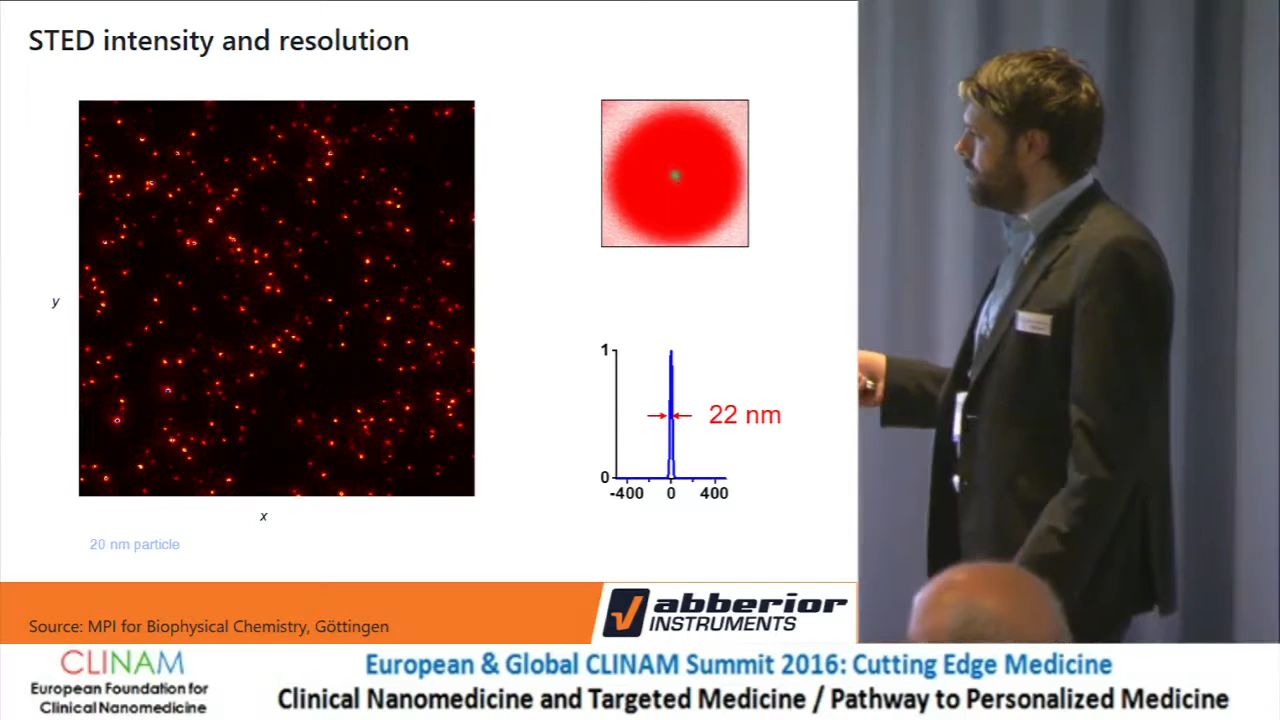 STED intensity and resolution
y
x
20 nm particle
1
22 nm
0
-400 0 400
Source: MPI for Biophysical Chemistry, Göttingen
abberior
INSTRUMENTS
CLINAM
European Foundation for
Clinical Nanomedicine
European & Global CLINAM Summit 2016: Cutting Edge Medicine
Clinical Nanomedicine and Targeted Medicine / Pathway to Personalized Medicine